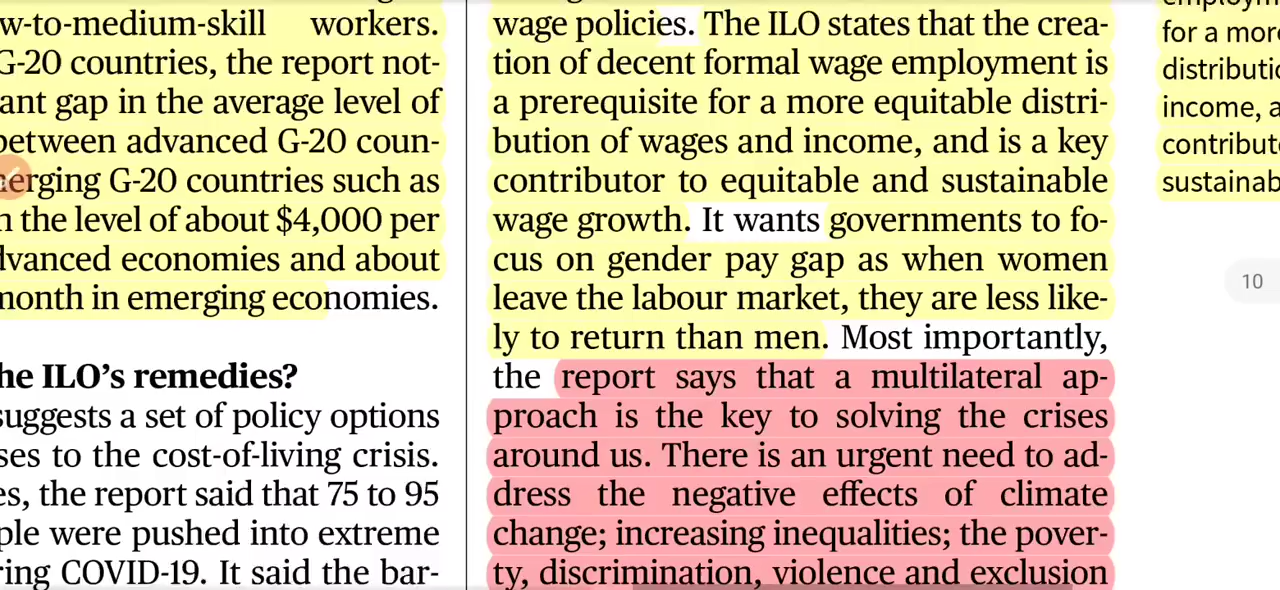 w-to-medium-skill workers.
G-20 countries, the report not-
ant gap in the average level of
between advanced G-20 coun-
erging G-20 countries such as
the level of about $4,000 per
dvanced economies and about
month in emerging economies.
he ILO's remedies?
suggests a set of policy options
ses to the cost-of-living crisis.
es, the report said that 75 to 95
ple were pushed into extreme
ring COVID-19. It said the bar-
wage policies. The ILO states that the crea-
tion of decent formal wage employment is
a prerequisite for a more equitable distri-
bution of wages and income, and is a key
contributor to equitable and sustainable
wage growth. It wants governments to fo-
cus on gender pay gap as when women
leave the labour market, they are less like-
ly to return than men. Most importantly,
the report says that a multilateral ap-
proach is the key to solving the crises
around us. There is an urgent need to ad-
dress the negative effects of climate
change; increasing inequalities; the pover-
ty, discrimination, violence and exclusion
for a more
distributio
income, a
contribute
sustainab
10